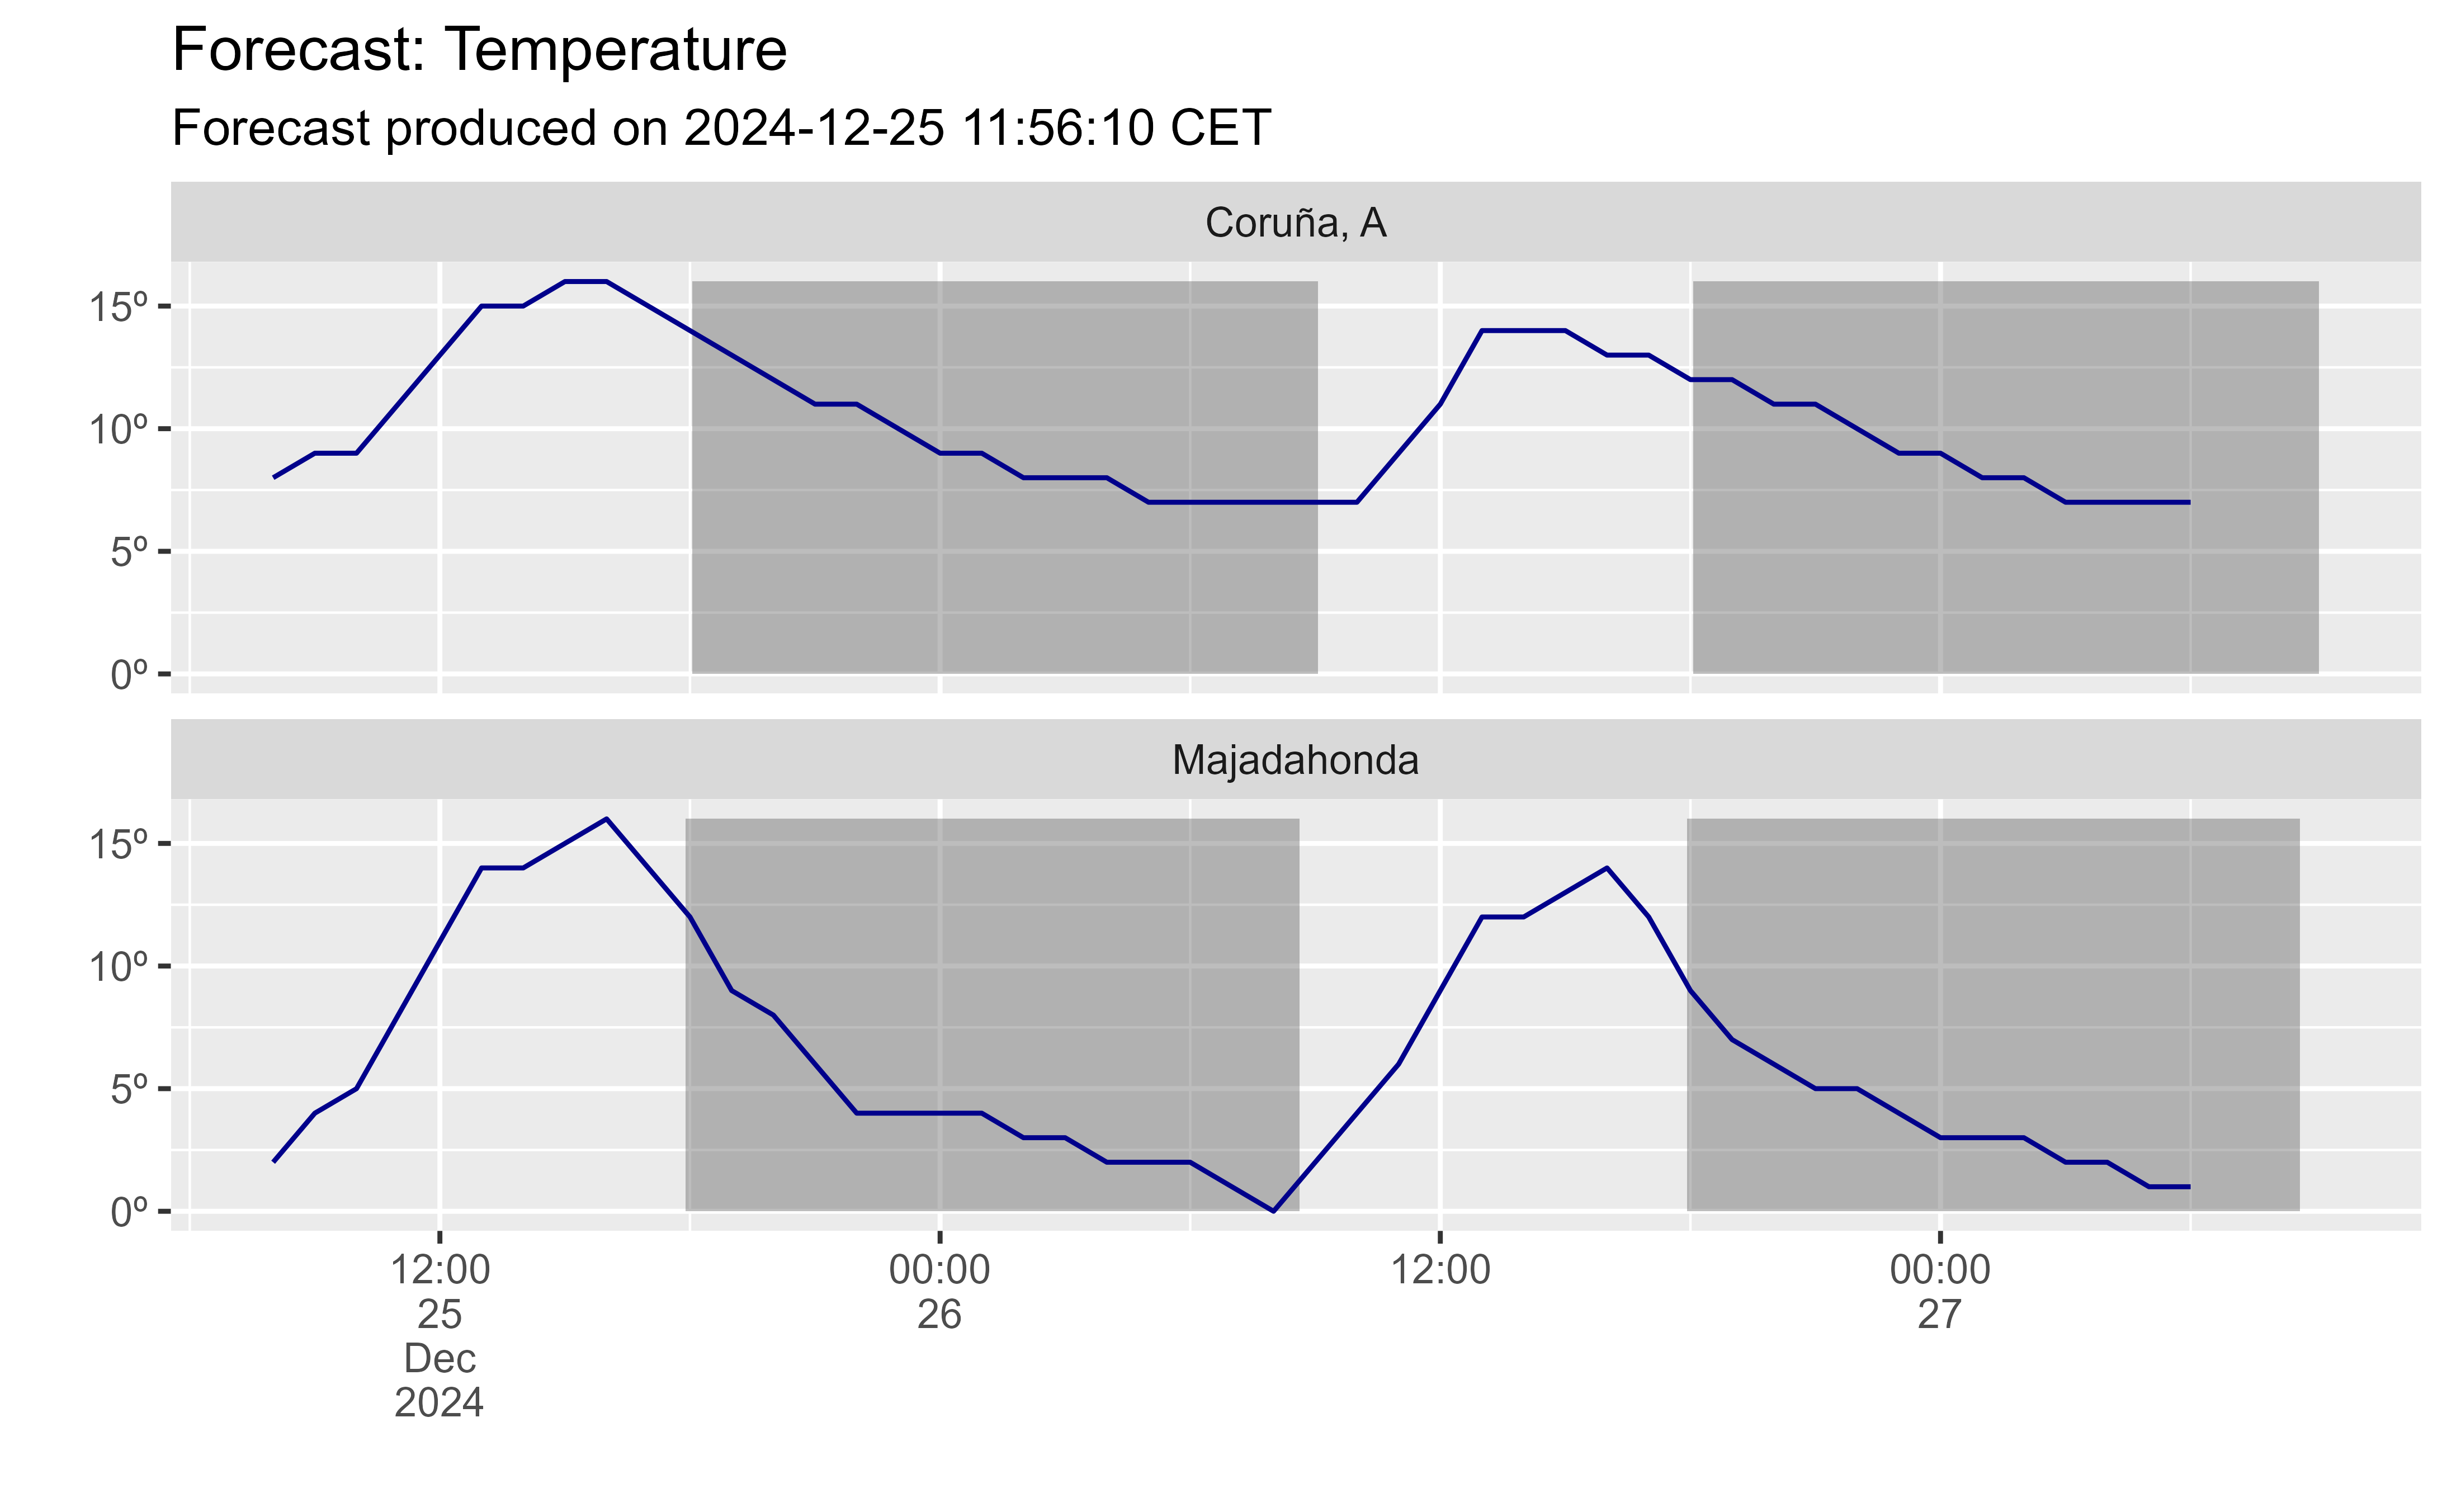 Forecast: Temperature
Forecast produced on 2024-12-25 11:56:10 CET
Coruña, A
15º
10º
5º
0º
Majadahonda
15º
10º
5º
0º
12:00 00:00 12:00 00:00
25 26 27
Dec
2024